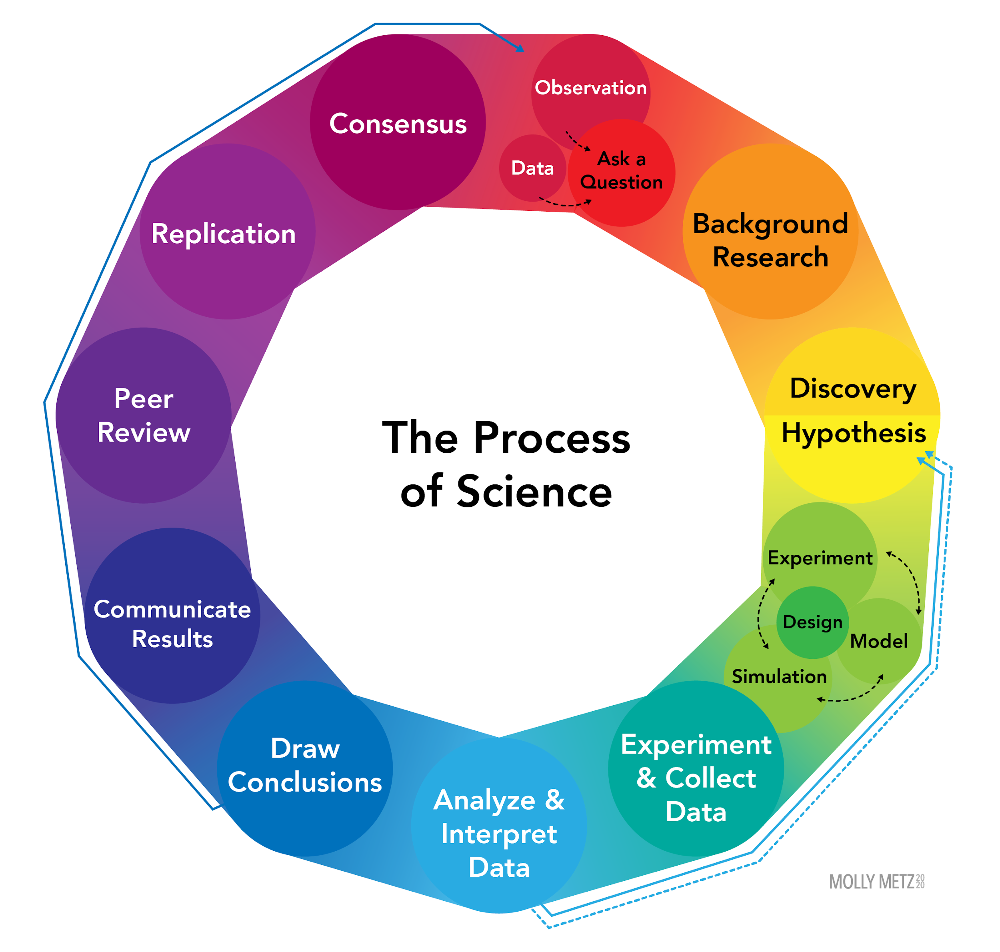 The Process
of Science
Observation
Data
Ask a
Question
Background
Research
Discovery
Hypothesis
Experiment
Design
Model
Simulation
Experiment
& Collect
Data
Analyze &
Interpret
Data
Draw
Conclusions
Communicate
Results
Peer
Review
Replication
Consensus
MOLLY METZ 2020